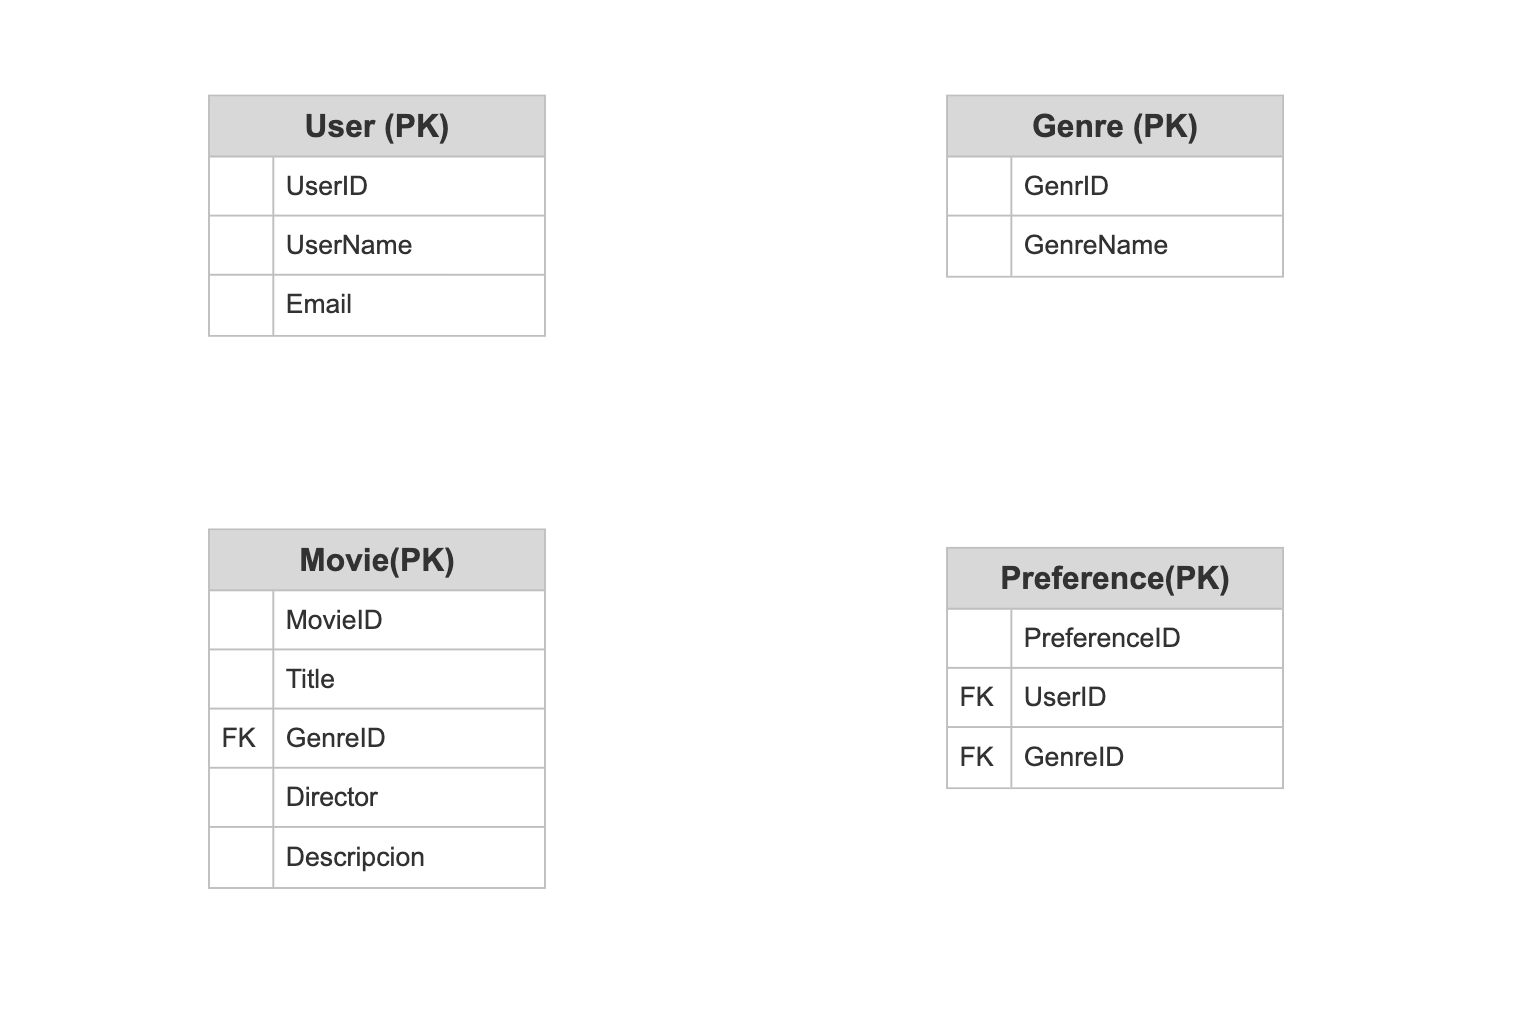 User (PK)
UserID
UserName
Email
Genre (PK)
GenrID
GenreName
Movie(PK)
MovieID
Title
FK GenreID
Director
Descripcion
Preference(PK)
PreferenceID
FK UserID
FK GenreID